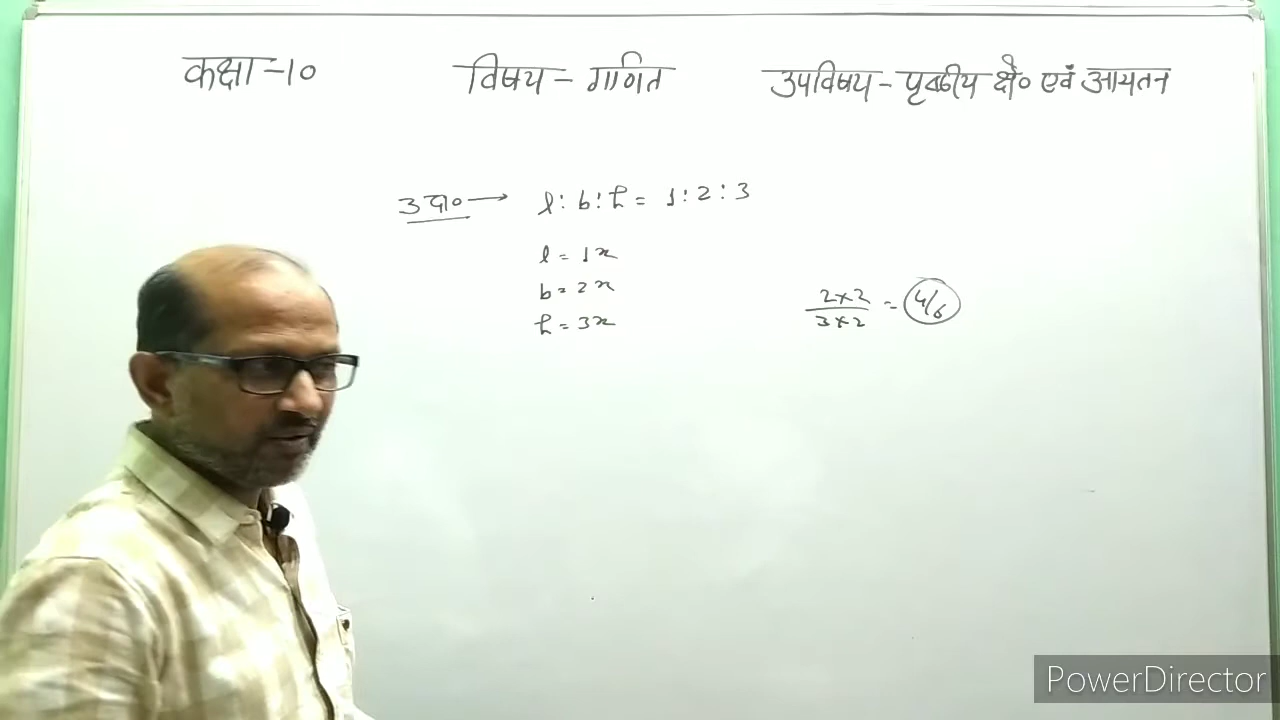 कक्षा-10 विषय - गणित उपविषय - पृष्ठीय क्षे० एवं आयतन
उदा०→ l:b:h = 1:2:3
l = 1x
b = 2x
h = 3x
2×2/3×2 = 4/6
PowerDirector